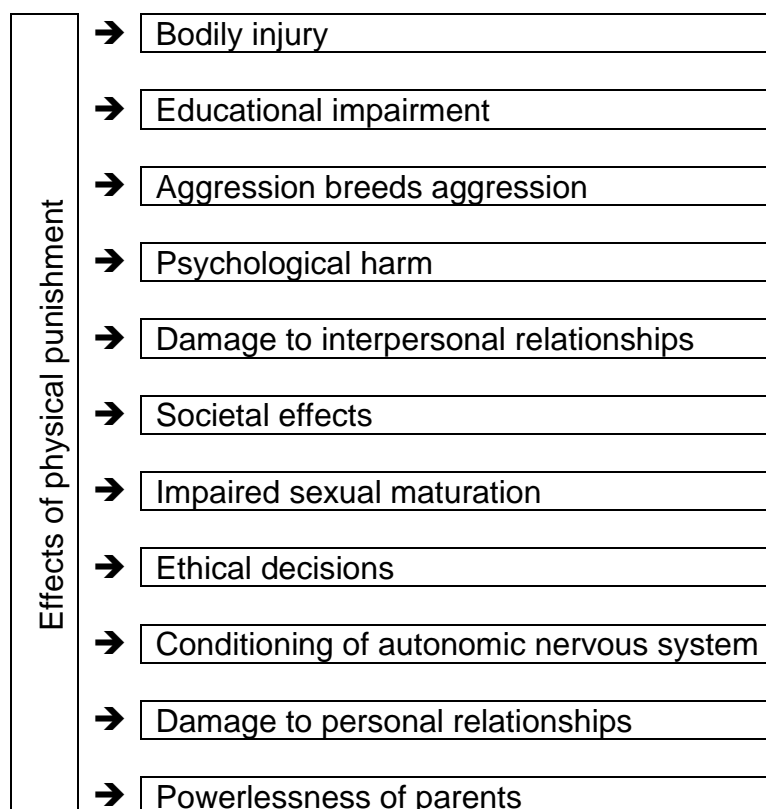 Effects of physical punishment
➔ Bodily injury
➔ Educational impairment
➔ Aggression breeds aggression
➔ Psychological harm
➔ Damage to interpersonal relationships
➔ Societal effects
➔ Impaired sexual maturation
➔ Ethical decisions
➔ Conditioning of autonomic nervous system
➔ Damage to personal relationships
➔ Powerlessness of parents